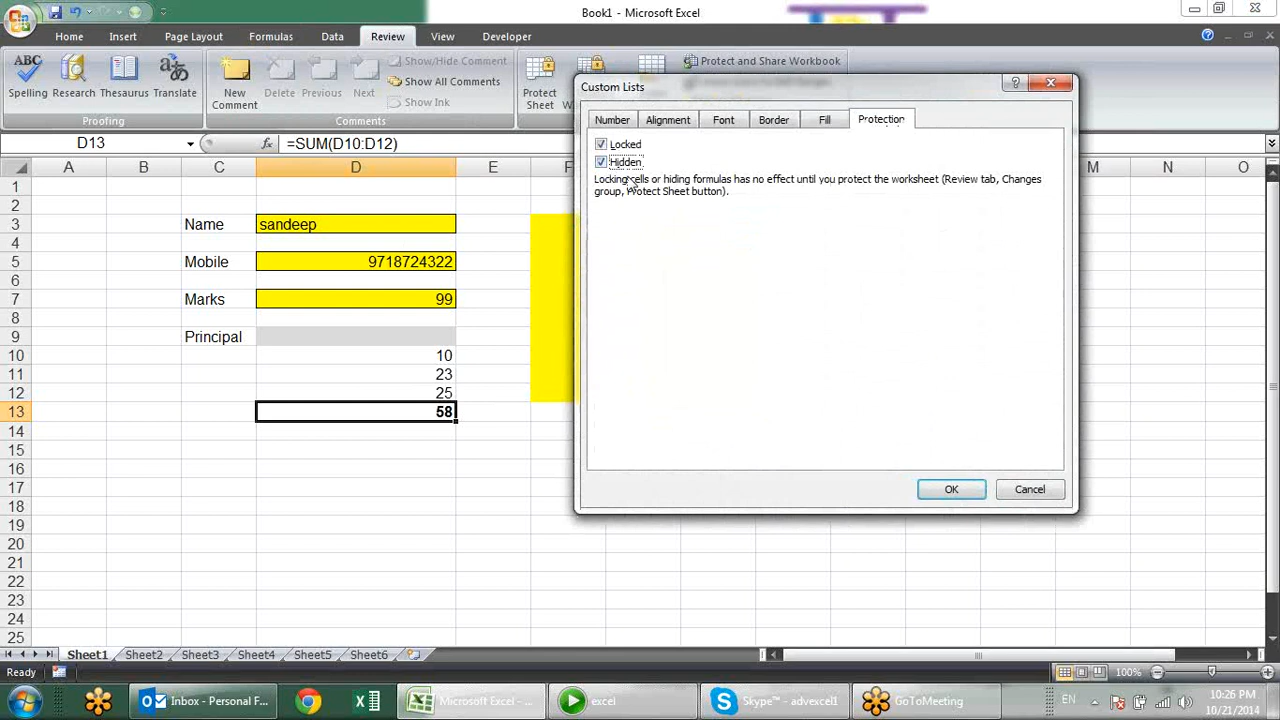 Book1 - Microsoft Excel
Home Insert Page Layout Formulas Data Review View Developer
ABC
Spelling Research Thesaurus Translate
Proofing
New Comment Delete Previous Next
Show/Hide Comment
Show All Comments
Show Ink
Comments
Protect Sheet
Protect and Share Workbook
D13 fx =SUM(D10:D12)
A B C D E F M N O
1
2
3 Name sandeep
4
5 Mobile 9718724322
6
7 Marks 99
8
9 Principal
10 10
11 23
12 25
13 58
14
15
16
17
18
19
20
21
22
23
24
25
Custom Lists
Number Alignment Font Border Fill Protection
Locked
Hidden
Locking cells or hiding formulas has no effect until you protect the worksheet (Review tab, Changes
group, Protect Sheet button).
OK Cancel
Sheet1 Sheet2 Sheet3 Sheet4 Sheet5 Sheet6
Ready 100%
Inbox - Personal F... Microsoft Excel - excel Skype™ - advexcel1 GoToMeeting EN 10:26 PM
10/21/2014